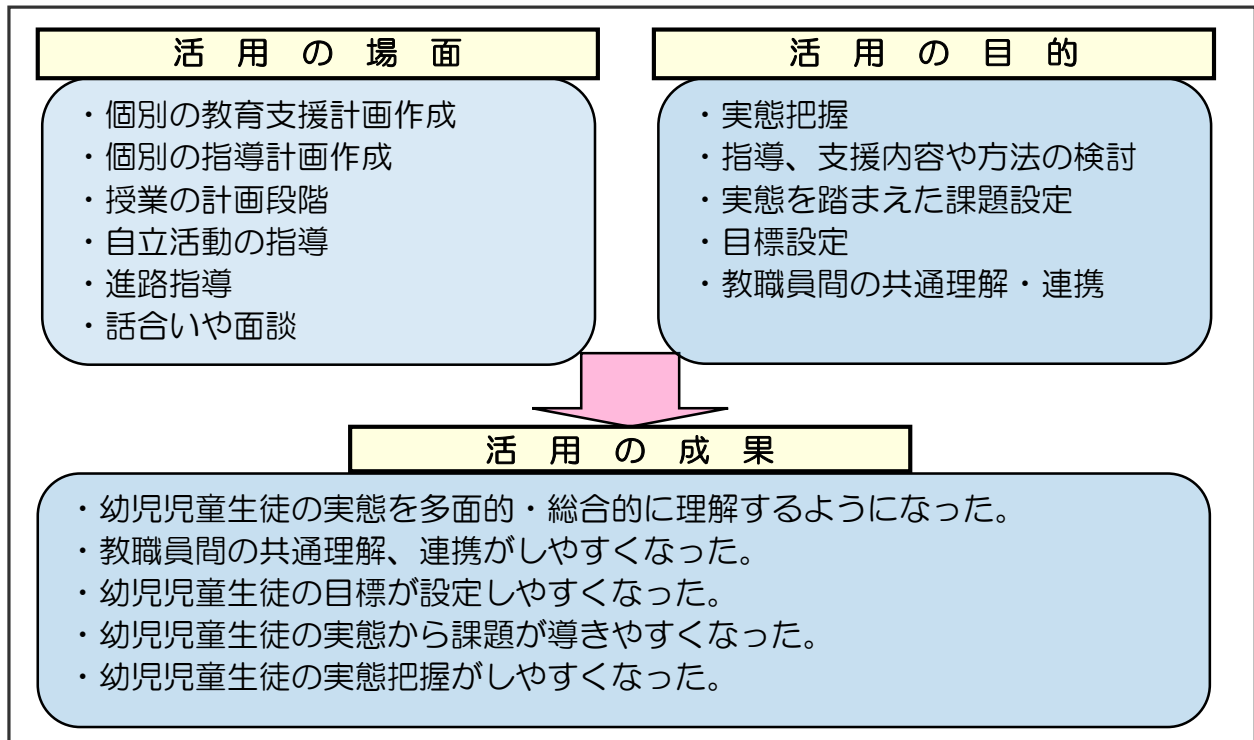 活用の場面
・個別の教育支援計画作成
・個別の指導計画作成
・授業の計画段階
・自立活動の指導
・進路指導
・話合いや面談
活用の目的
・実態把握
・指導、支援内容や方法の検討
・実態を踏まえた課題設定
・目標設定
・教職員間の共通理解・連携
活用の成果
・幼児児童生徒の実態を多面的・総合的に理解するようになった。
・教職員間の共通理解、連携がしやすくなった。
・幼児児童生徒の目標が設定しやすくなった。
・幼児児童生徒の実態から課題が導きやすくなった。
・幼児児童生徒の実態把握がしやすくなった。